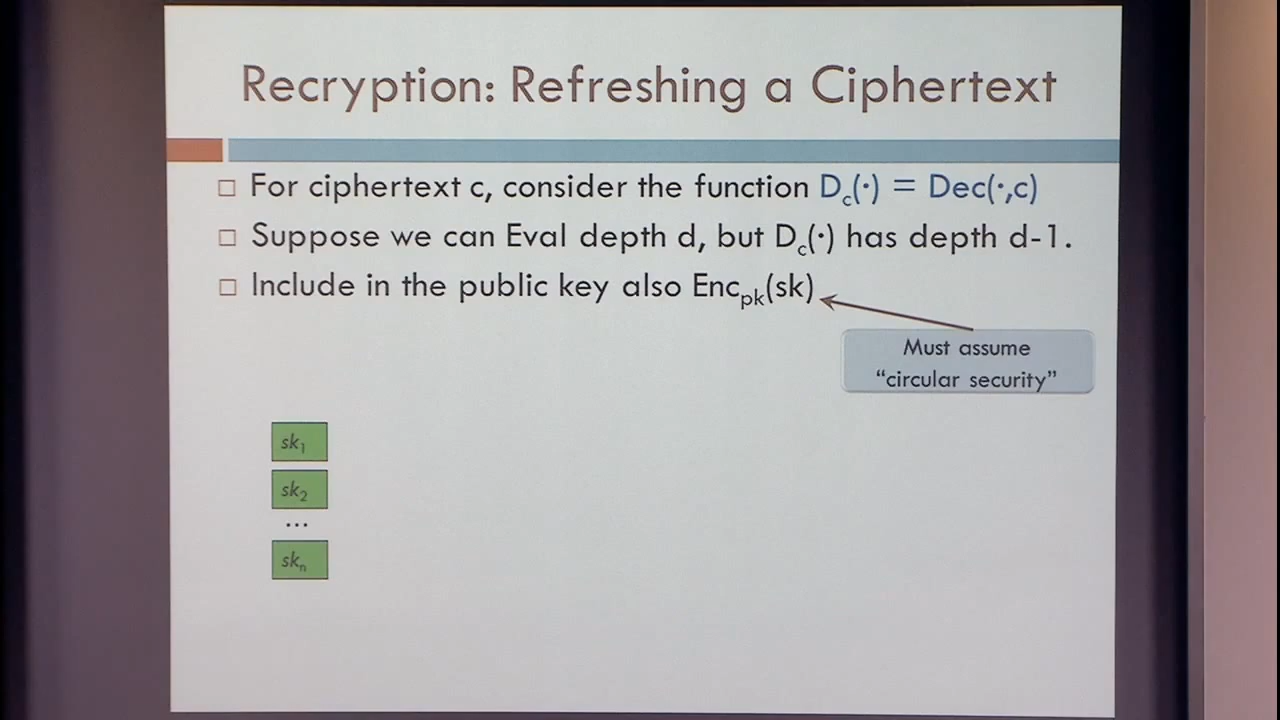 Recryption: Refreshing a Ciphertext
□ For ciphertext c, consider the function D_c(·) = Dec(·,c)
□ Suppose we can Eval depth d, but D_c(·) has depth d-1.
□ Include in the public key also Enc_pk(sk)
Must assume
“circular security”
sk_1
sk_2
...
sk_n